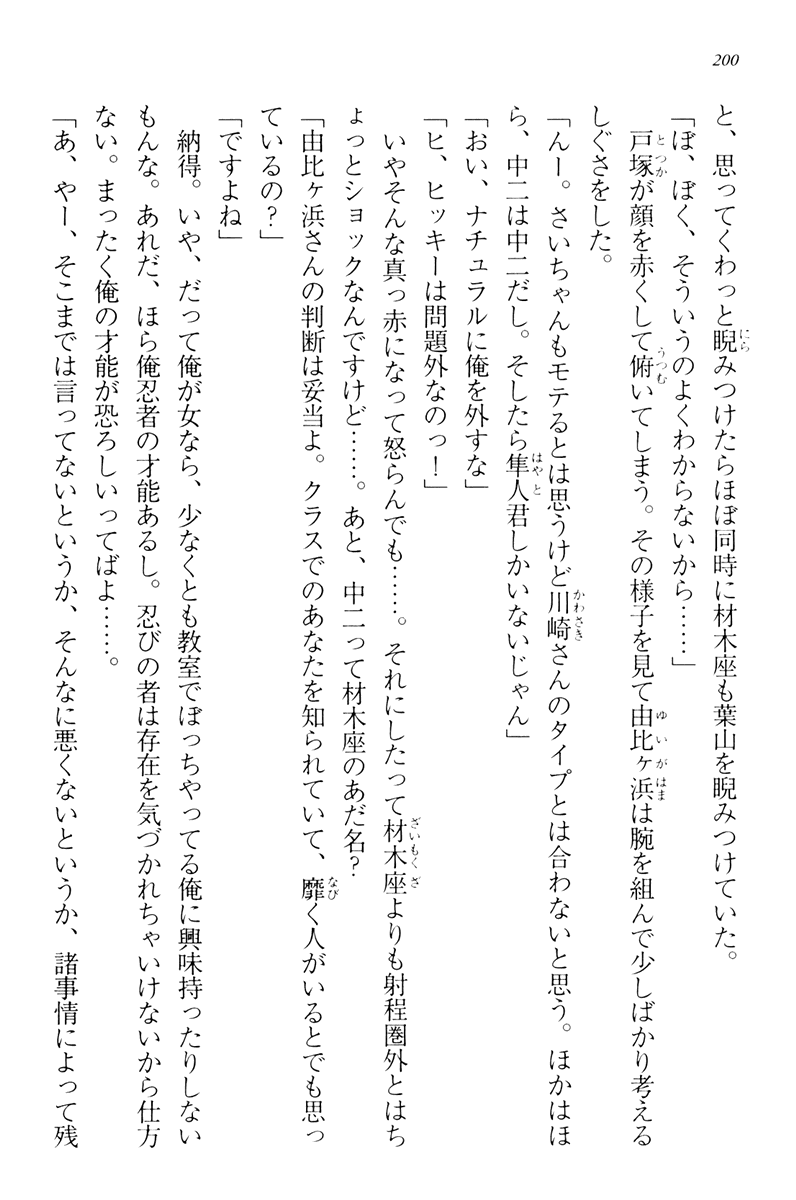 200
と、思ってくわっと睨みつけたらほぼ同時に材木座も葉山を睨みつけていた。
「ぼ、ぼく、そういうのよくわからないから……」
戸塚が顔を赤くして俯いてしまう。その様子を見て由比ヶ浜は腕を組んで少しばかり考える
しぐさをした。
「んー。さいちゃんもモテるとは思うけど川崎さんのタイプとは合わないと思う。ほかはほ
ら、中二は中二だし。そしたら隼人君しかいないじゃん」
「おい、ナチュラルに俺を外すな」
「ヒ、ヒッキーは問題外なのっ！」
いやそんな真っ赤になって怒らんでも……。それにしたって材木座よりも射程圏外とはち
ょっとショックなんですけど……。あと、中二って材木座のあだ名？
「由比ヶ浜さんの判断は妥当よ。クラスでのあなたを知られていて、靡く人がいるとでも思っ
ているの？」
「ですよね」
納得。いや、だって俺が女なら、少なくとも教室でぼっちやってる俺に興味持ったりしない
もんな。あれだ、ほら俺忍者の才能あるし。忍びの者は存在を気づかれちゃいけないから仕方
ない。まったく俺の才能が恐ろしいってばよ……。
「あ、やー、そこまでは言ってないというか、そんなに悪くないというか、諸事情によって残